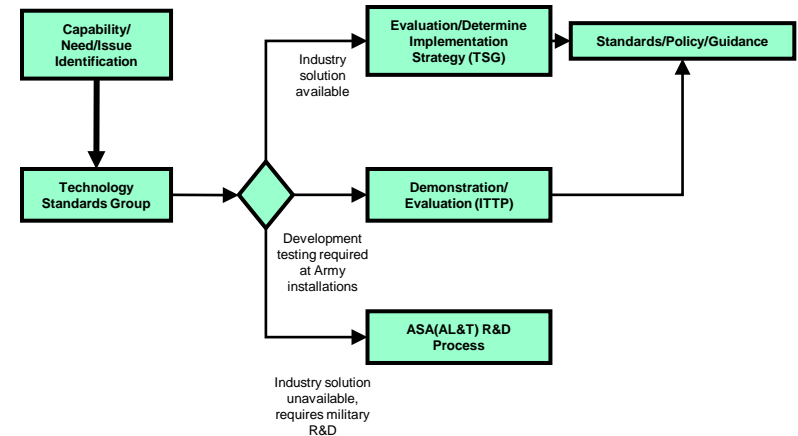 Capability/
Need/Issue
Identification
Evaluation/Determine
Implementation
Strategy (TSG)
Standards/Policy/Guidance
Industry
solution
available
Technology
Standards Group
Demonstration/
Evaluation (ITTP)
Development
testing required
at Army
installations
ASA(AL&T) R&D
Process
Industry solution
unavailable,
requires military
R&D